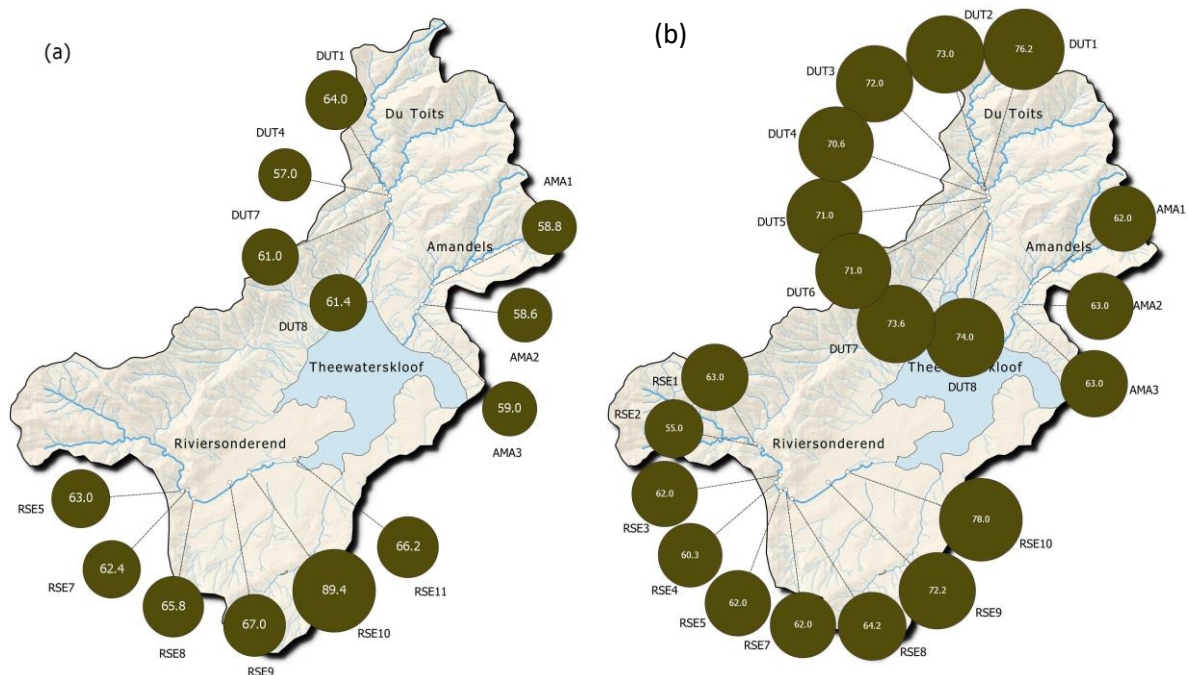 (a)
DUT1
64.0
Du Toits
DUT4
57.0
AMA1
58.8
DUT7
61.0
Amandels
61.4
DUT8
58.6
AMA2
Theewaterskloof
59.0
AMA3
Riviersonderend
63.0
RSE5
66.2
RSE11
62.4
RSE7
89.4
RSE10
65.8
RSE8
67.0
RSE9
(b)
DUT2
73.0
76.2
DUT1
DUT3
72.0
Du Toits
DUT4
70.6
AMA1
62.0
DUT5
71.0
Amandels
71.0
DUT6
63.0
AMA2
73.6
DUT7
74.0
DUT8
Thee kloof
63.0
AMA3
RSE1
63.0
RSE2
55.0
Riviersonderend
62.0
RSE3
78.0
RSE10
60.3
RSE4
72.2
RSE9
62.0
RSE5
62.0
RSE7
64.2
RSE8